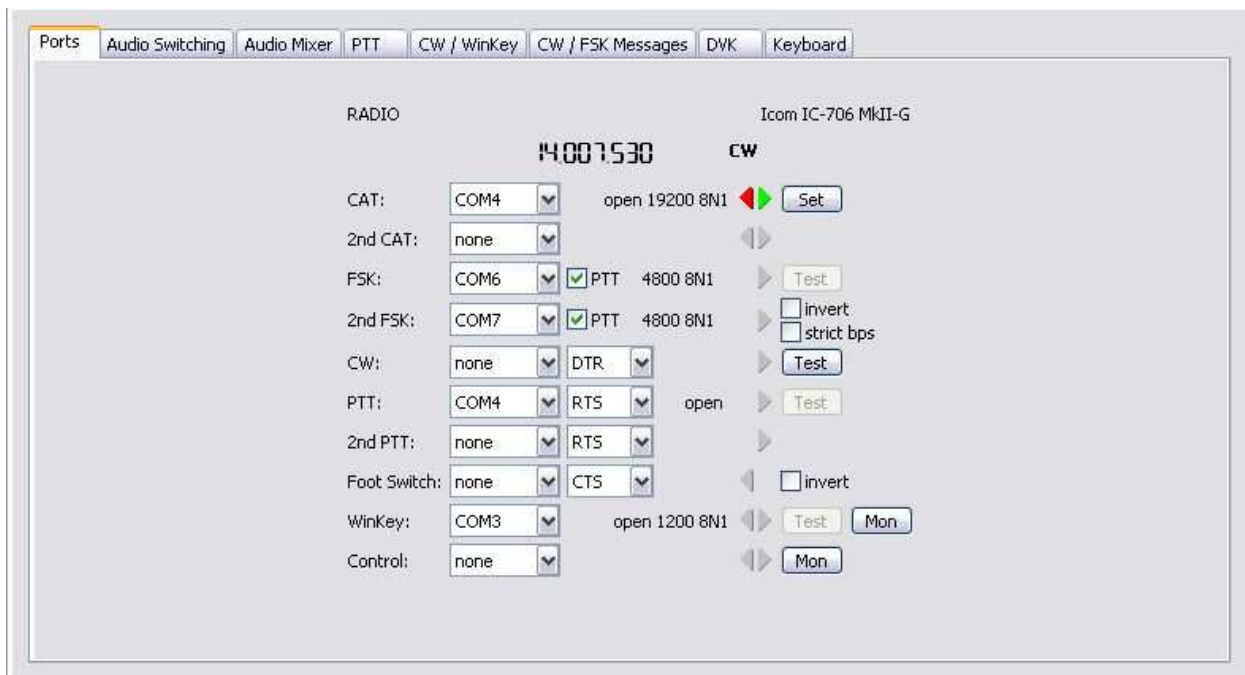 Ports Audio Switching Audio Mixer PTT CW / WinKey CW / FSK Messages DVK Keyboard
RADIO Icom IC-706 MkII-G
14.007.530 CW
CAT: COM4 open 19200 8N1 Set
2nd CAT: none
FSK: COM6 PTT 4800 8N1 Test
2nd FSK: COM7 PTT 4800 8N1 invert
strict bps
CW: none DTR Test
PTT: COM4 RTS open Test
2nd PTT: none RTS
Foot Switch: none CTS invert
WinKey: COM3 open 1200 8N1 Test Mon
Control: none Mon